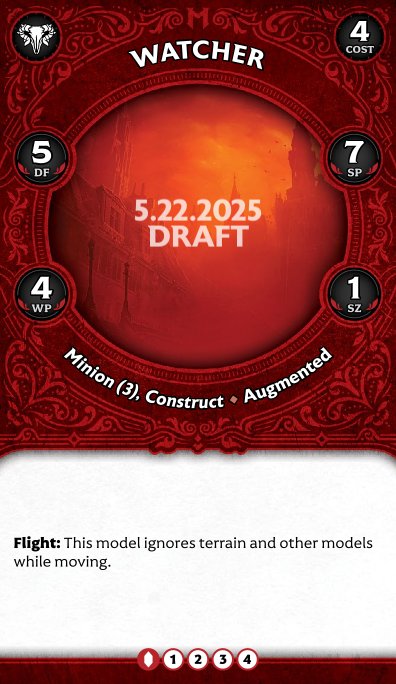 WATCHER
4
COST
5
DF
7
SP
5.22.2025
DRAFT
4
WP
1
SZ
Minion (3), Construct • Augmented
Flight: This model ignores terrain and other models
while moving.
1 2 3 4